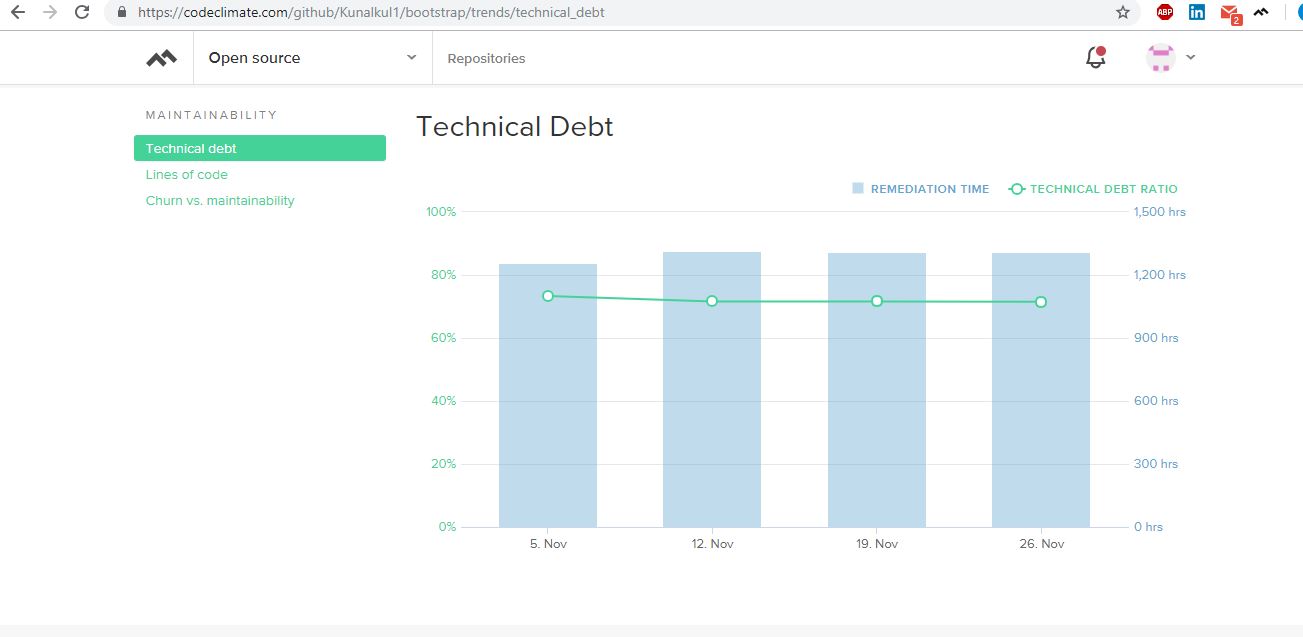 https://codeclimate.com/github/Kunalkul1/bootstrap/trends/technical_debt
ABP
in
2
Open source
Repositories
MAINTAINABILITY
Technical debt
Lines of code
Churn vs. maintainability
Technical Debt
REMEDIATION TIME TECHNICAL DEBT RATIO
100% 1,500 hrs
80% 1,200 hrs
60% 900 hrs
40% 600 hrs
20% 300 hrs
0% 0 hrs
5. Nov 12. Nov 19. Nov 26. Nov